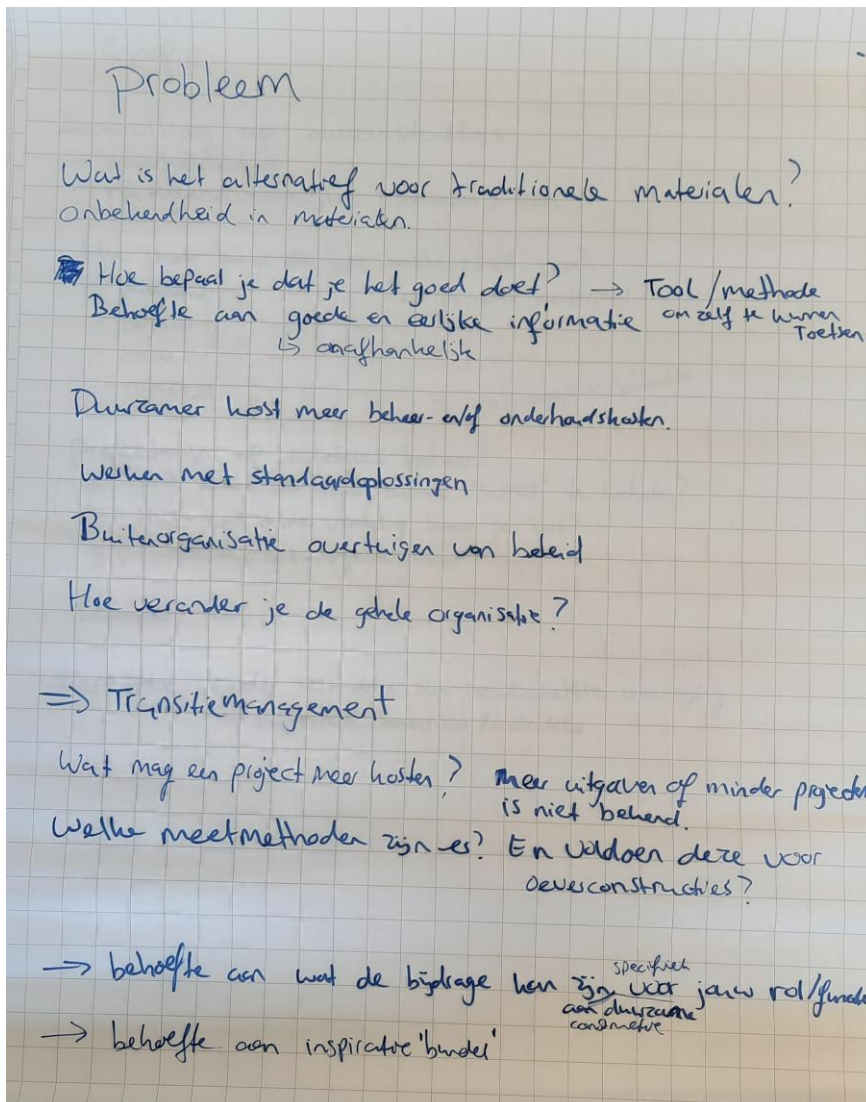 Probleem
Wat is het alternatief voor traditionele materialen?
Onbekendheid in materialen.
Hoe bepaal je dat je het goed doet? → Tool/methode
Behoefte aan goede en eerlijke informatie om zelf te kunnen
Toetsen
↳ onafhankelijk
Duurzamer kost meer beheer- en/of onderhoudskosten.
Werken met standaardoplossingen
Buitenorganisatie overtuigen van beleid
Hoe verander je de gehele organisatie?
⇒ Transitiemanagement
Wat mag een project meer kosten? meer uitgaven of minder projecten
is niet bekend.
Welke meetmethoden zijn er? En voldoen deze voor
oeverconstructies?
→ behoefte aan wat de bijdrage kan zijn specifiek voor jouw rol/functie
aan duurzame
constructie
→ behoefte aan inspiratie 'bundel'